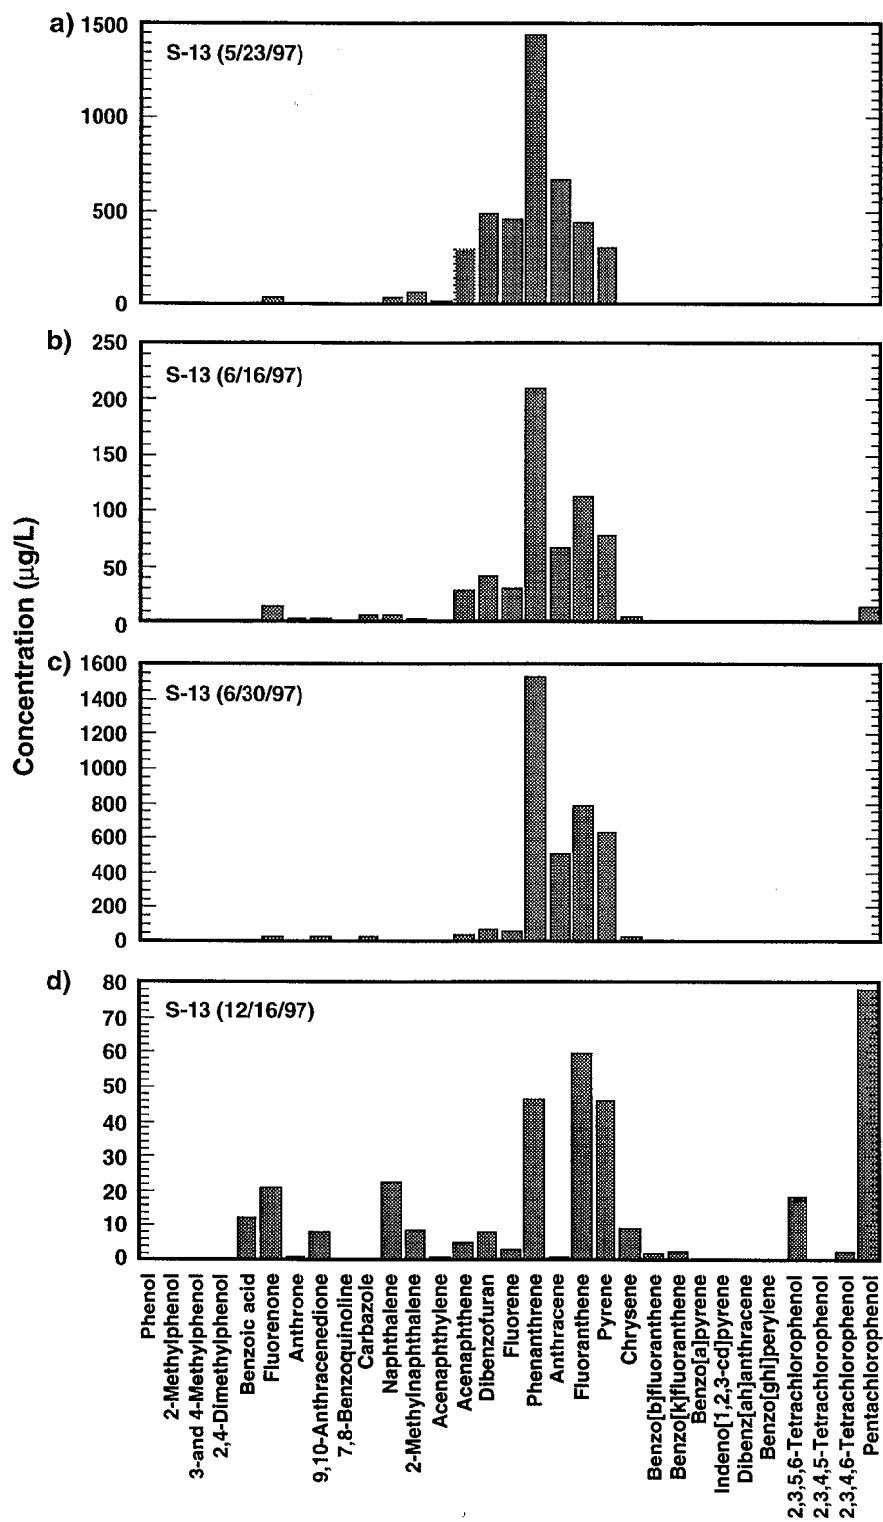 a)
1500
S-13 (5/23/97)
1000
500
0
b)
250
S-13 (6/16/97)
200
150
100
50
0
c)
1600
S-13 (6/30/97)
1400
1200
1000
800
600
400
200
0
d)
80
S-13 (12/16/97)
70
60
50
40
30
20
10
0
Concentration (μg/L)
Phenol
2-Methylphenol
3-and 4-Methylphenol
2,4-Dimethylphenol
Benzoic acid
Fluorenone
Anthrone
9,10-Anthracenedione
7,8-Benzoquinoline
Carbazole
Naphthalene
2-Methylnaphthalene
Acenaphthylene
Acenaphthene
Dibenzofuran
Fluorene
Phenanthrene
Anthracene
Fluoranthene
Pyrene
Chrysene
Benzo[b]fluoranthene
Benzo[k]fluoranthene
Benzo[a]pyrene
Indeno[1,2,3-cd]pyrene
Dibenz[ah]anthracene
Benzo[ghi]perylene
2,3,5,6-Tetrachlorophenol
2,3,4,5-Tetrachlorophenol
2,3,4,6-Tetrachlorophenol
Pentachlorophenol